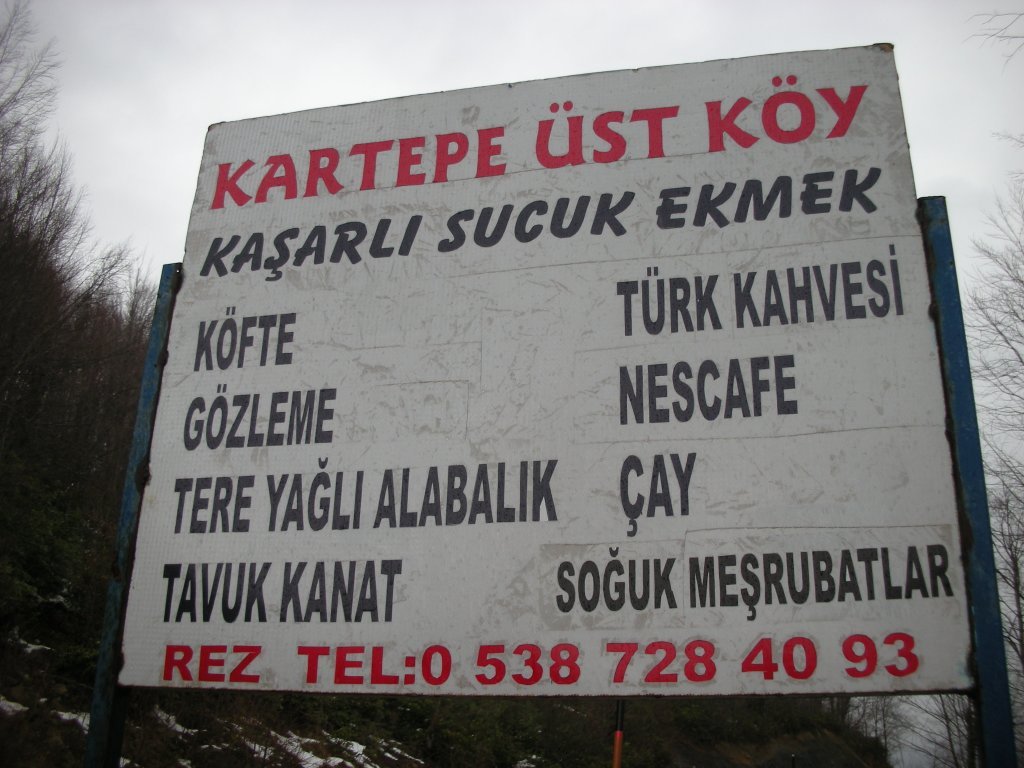 KARTEPE ÜST KÖY
KAŞARLI SUCUK EKMEK
KÖFTE
GÖZLEME
TERE YAĞLI ALABALIK
TAVUK KANAT
TÜRK KAHVESİ
NESCAFE
ÇAY
SOĞUK MEŞRUBATLAR
REZ TEL:0 538 728 40 93